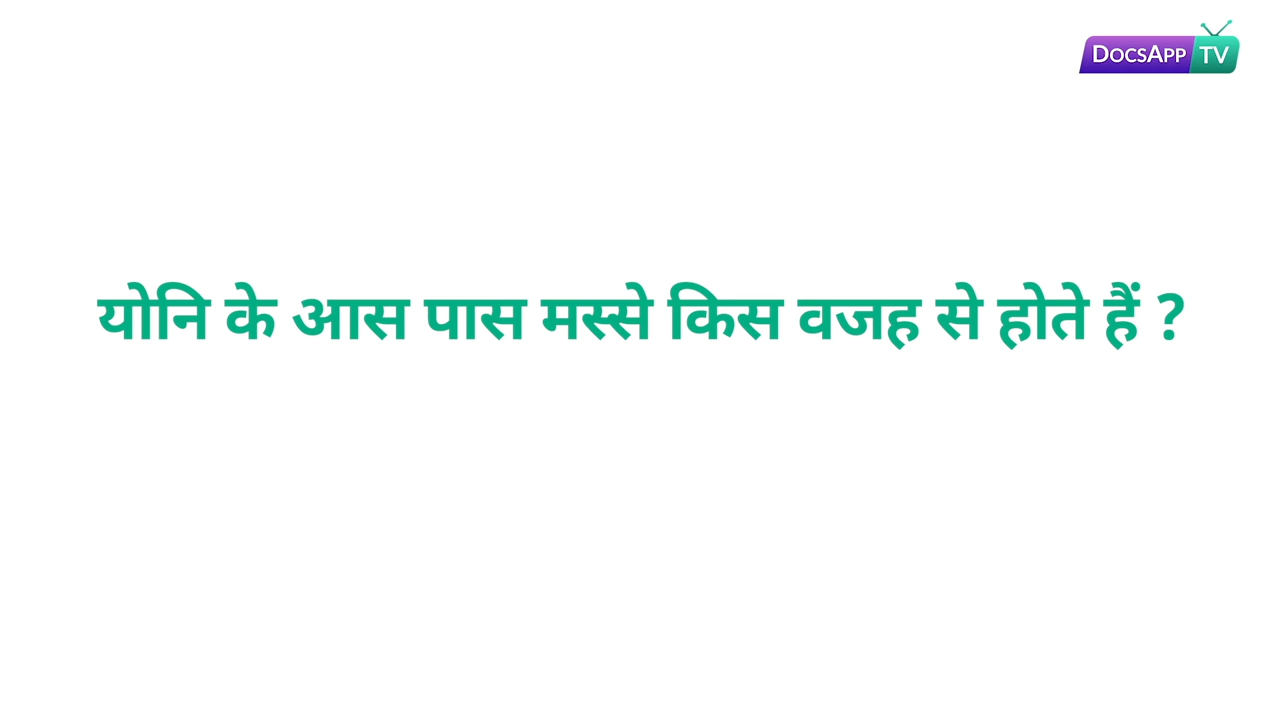 DOCSAPP TV
योनि के आस पास मस्से किस वजह से होते हैं ?